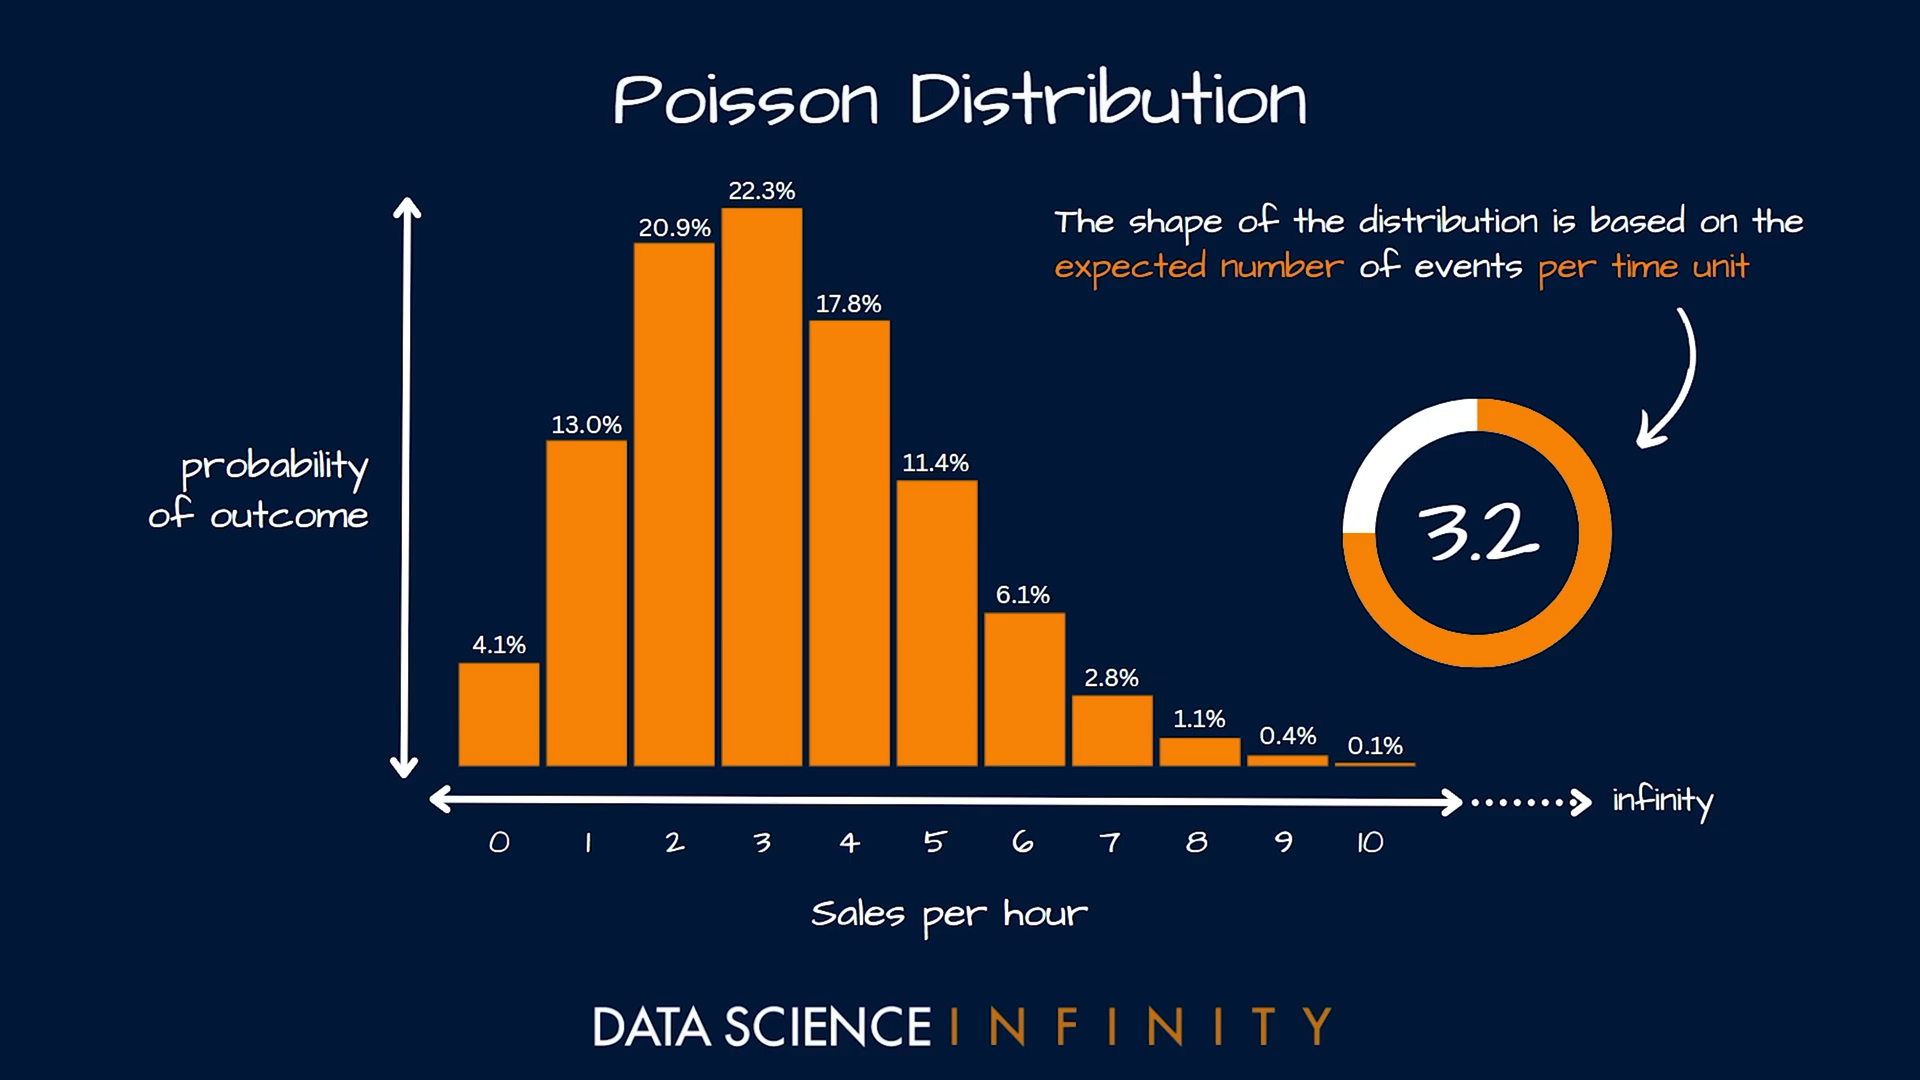 Poisson Distribution
The shape of the distribution is based on the
expected number of events per time unit
22.3%
20.9%
17.8%
13.0%
11.4%
6.1%
4.1%
2.8%
1.1%
0.4%
0.1%
probability
of outcome
3.2
infinity
0 1 2 3 4 5 6 7 8 9 10
Sales per hour
DATA SCIENCE INFINITY